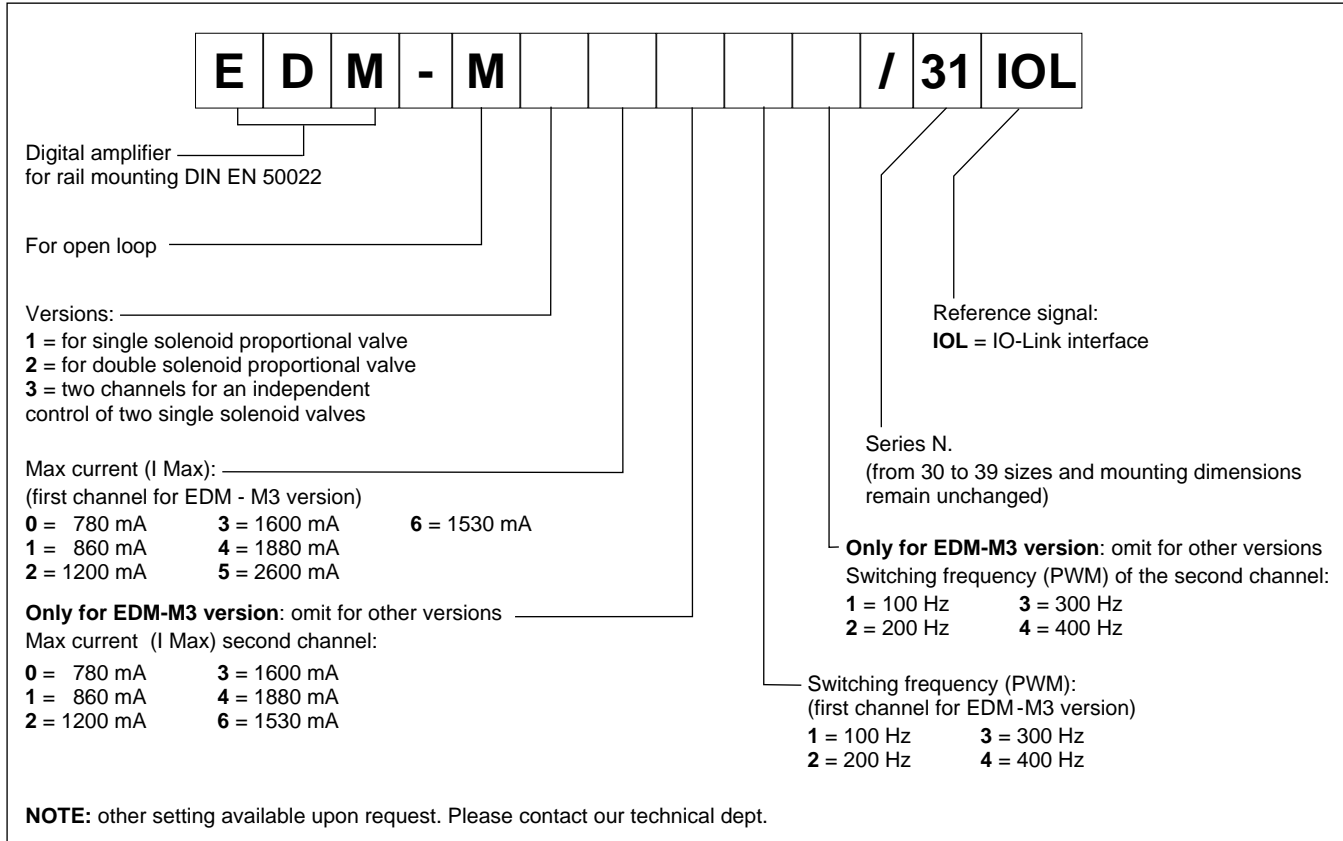 E D M - M / 31 IOL
Digital amplifier
for rail mounting DIN EN 50022
For open loop
Versions:
1 = for single solenoid proportional valve
2 = for double solenoid proportional valve
3 = two channels for an independent
control of two single solenoid valves
Max current (I Max):
(first channel for EDM - M3 version)
0 = 780 mA 3 = 1600 mA 6 = 1530 mA
1 = 860 mA 4 = 1880 mA
2 = 1200 mA 5 = 2600 mA
Only for EDM-M3 version: omit for other versions
Max current (I Max) second channel:
0 = 780 mA 3 = 1600 mA
1 = 860 mA 4 = 1880 mA
2 = 1200 mA 6 = 1530 mA
Reference signal:
IOL = IO-Link interface
Series N.
(from 30 to 39 sizes and mounting dimensions
remain unchanged)
Only for EDM-M3 version: omit for other versions
Switching frequency (PWM) of the second channel:
1 = 100 Hz 3 = 300 Hz
2 = 200 Hz 4 = 400 Hz
Switching frequency (PWM):
(first channel for EDM-M3 version)
1 = 100 Hz 3 = 300 Hz
2 = 200 Hz 4 = 400 Hz
NOTE: other setting available upon request. Please contact our technical dept.